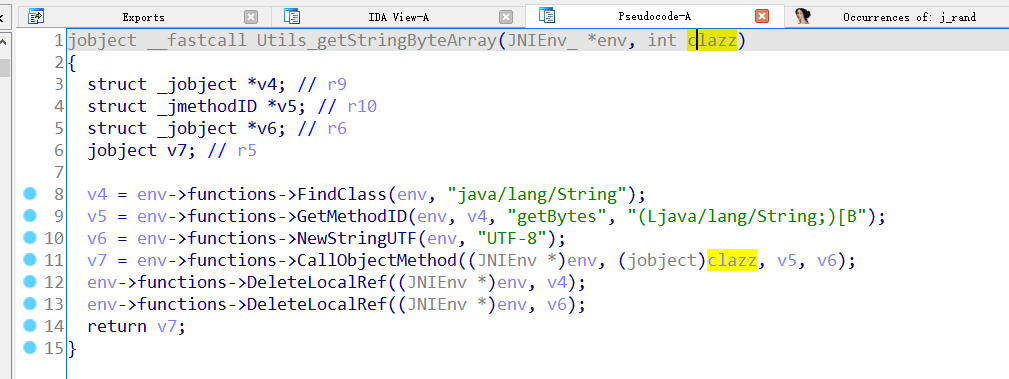 Exports IDA View-A Pseudocode-A Occurrences of: j_rand
1 jobject __fastcall Utils_getStringByteArray(JNIEnv_ *env, int clazz)
2 {
3 struct _jobject *v4; // r9
4 struct _jmethodID *v5; // r10
5 struct _jobject *v6; // r6
6 jobject v7; // r5
7
8 v4 = env->functions->FindClass(env, "java/lang/String");
9 v5 = env->functions->GetMethodID(env, v4, "getBytes", "(Ljava/lang/String;)[B");
10 v6 = env->functions->NewStringUTF(env, "UTF-8");
11 v7 = env->functions->CallObjectMethod((JNIEnv *)env, (jobject)clazz, v5, v6);
12 env->functions->DeleteLocalRef((JNIEnv *)env, v4);
13 env->functions->DeleteLocalRef((JNIEnv *)env, v6);
14 return v7;
15 }